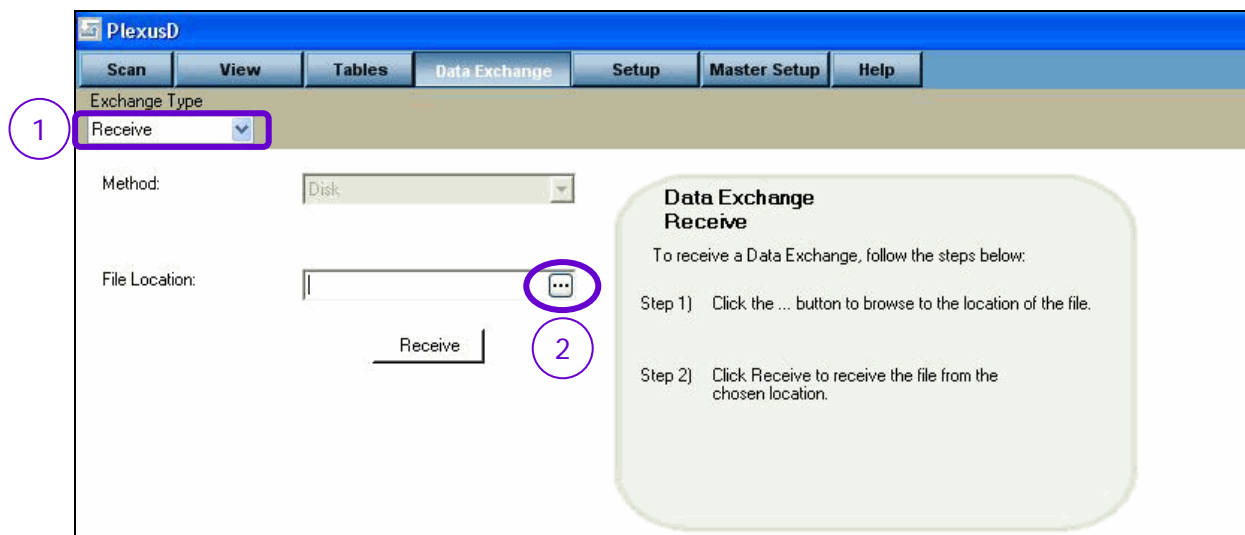 PlexusD
Scan View Tables Data Exchange Setup Master Setup Help
Exchange Type
1 Receive
Method: Disk
Data Exchange
Receive
To receive a Data Exchange, follow the steps below:
File Location: ...
Step 1) Click the ... button to browse to the location of the file.
Receive 2
Step 2) Click Receive to receive the file from the
chosen location.